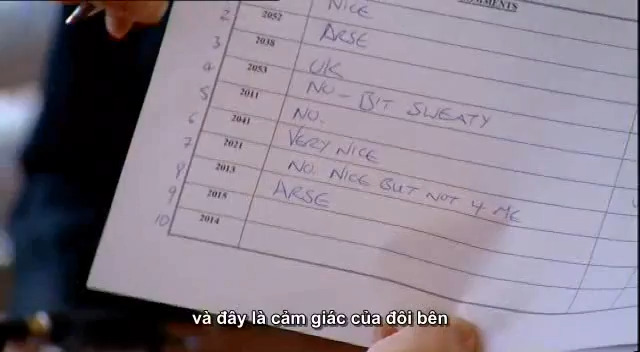 COMMENTS
NICE
2 2052 ARSE
3 2038 OK
4 2053 NO - BIT SWEATY
5 2011 NO.
6 2041 VERY NICE
7 2021 NO. NICE BUT NOT 4 ME
8 2013 ARSE
9 2015
10 2014
và đây là cảm giác của đôi bên